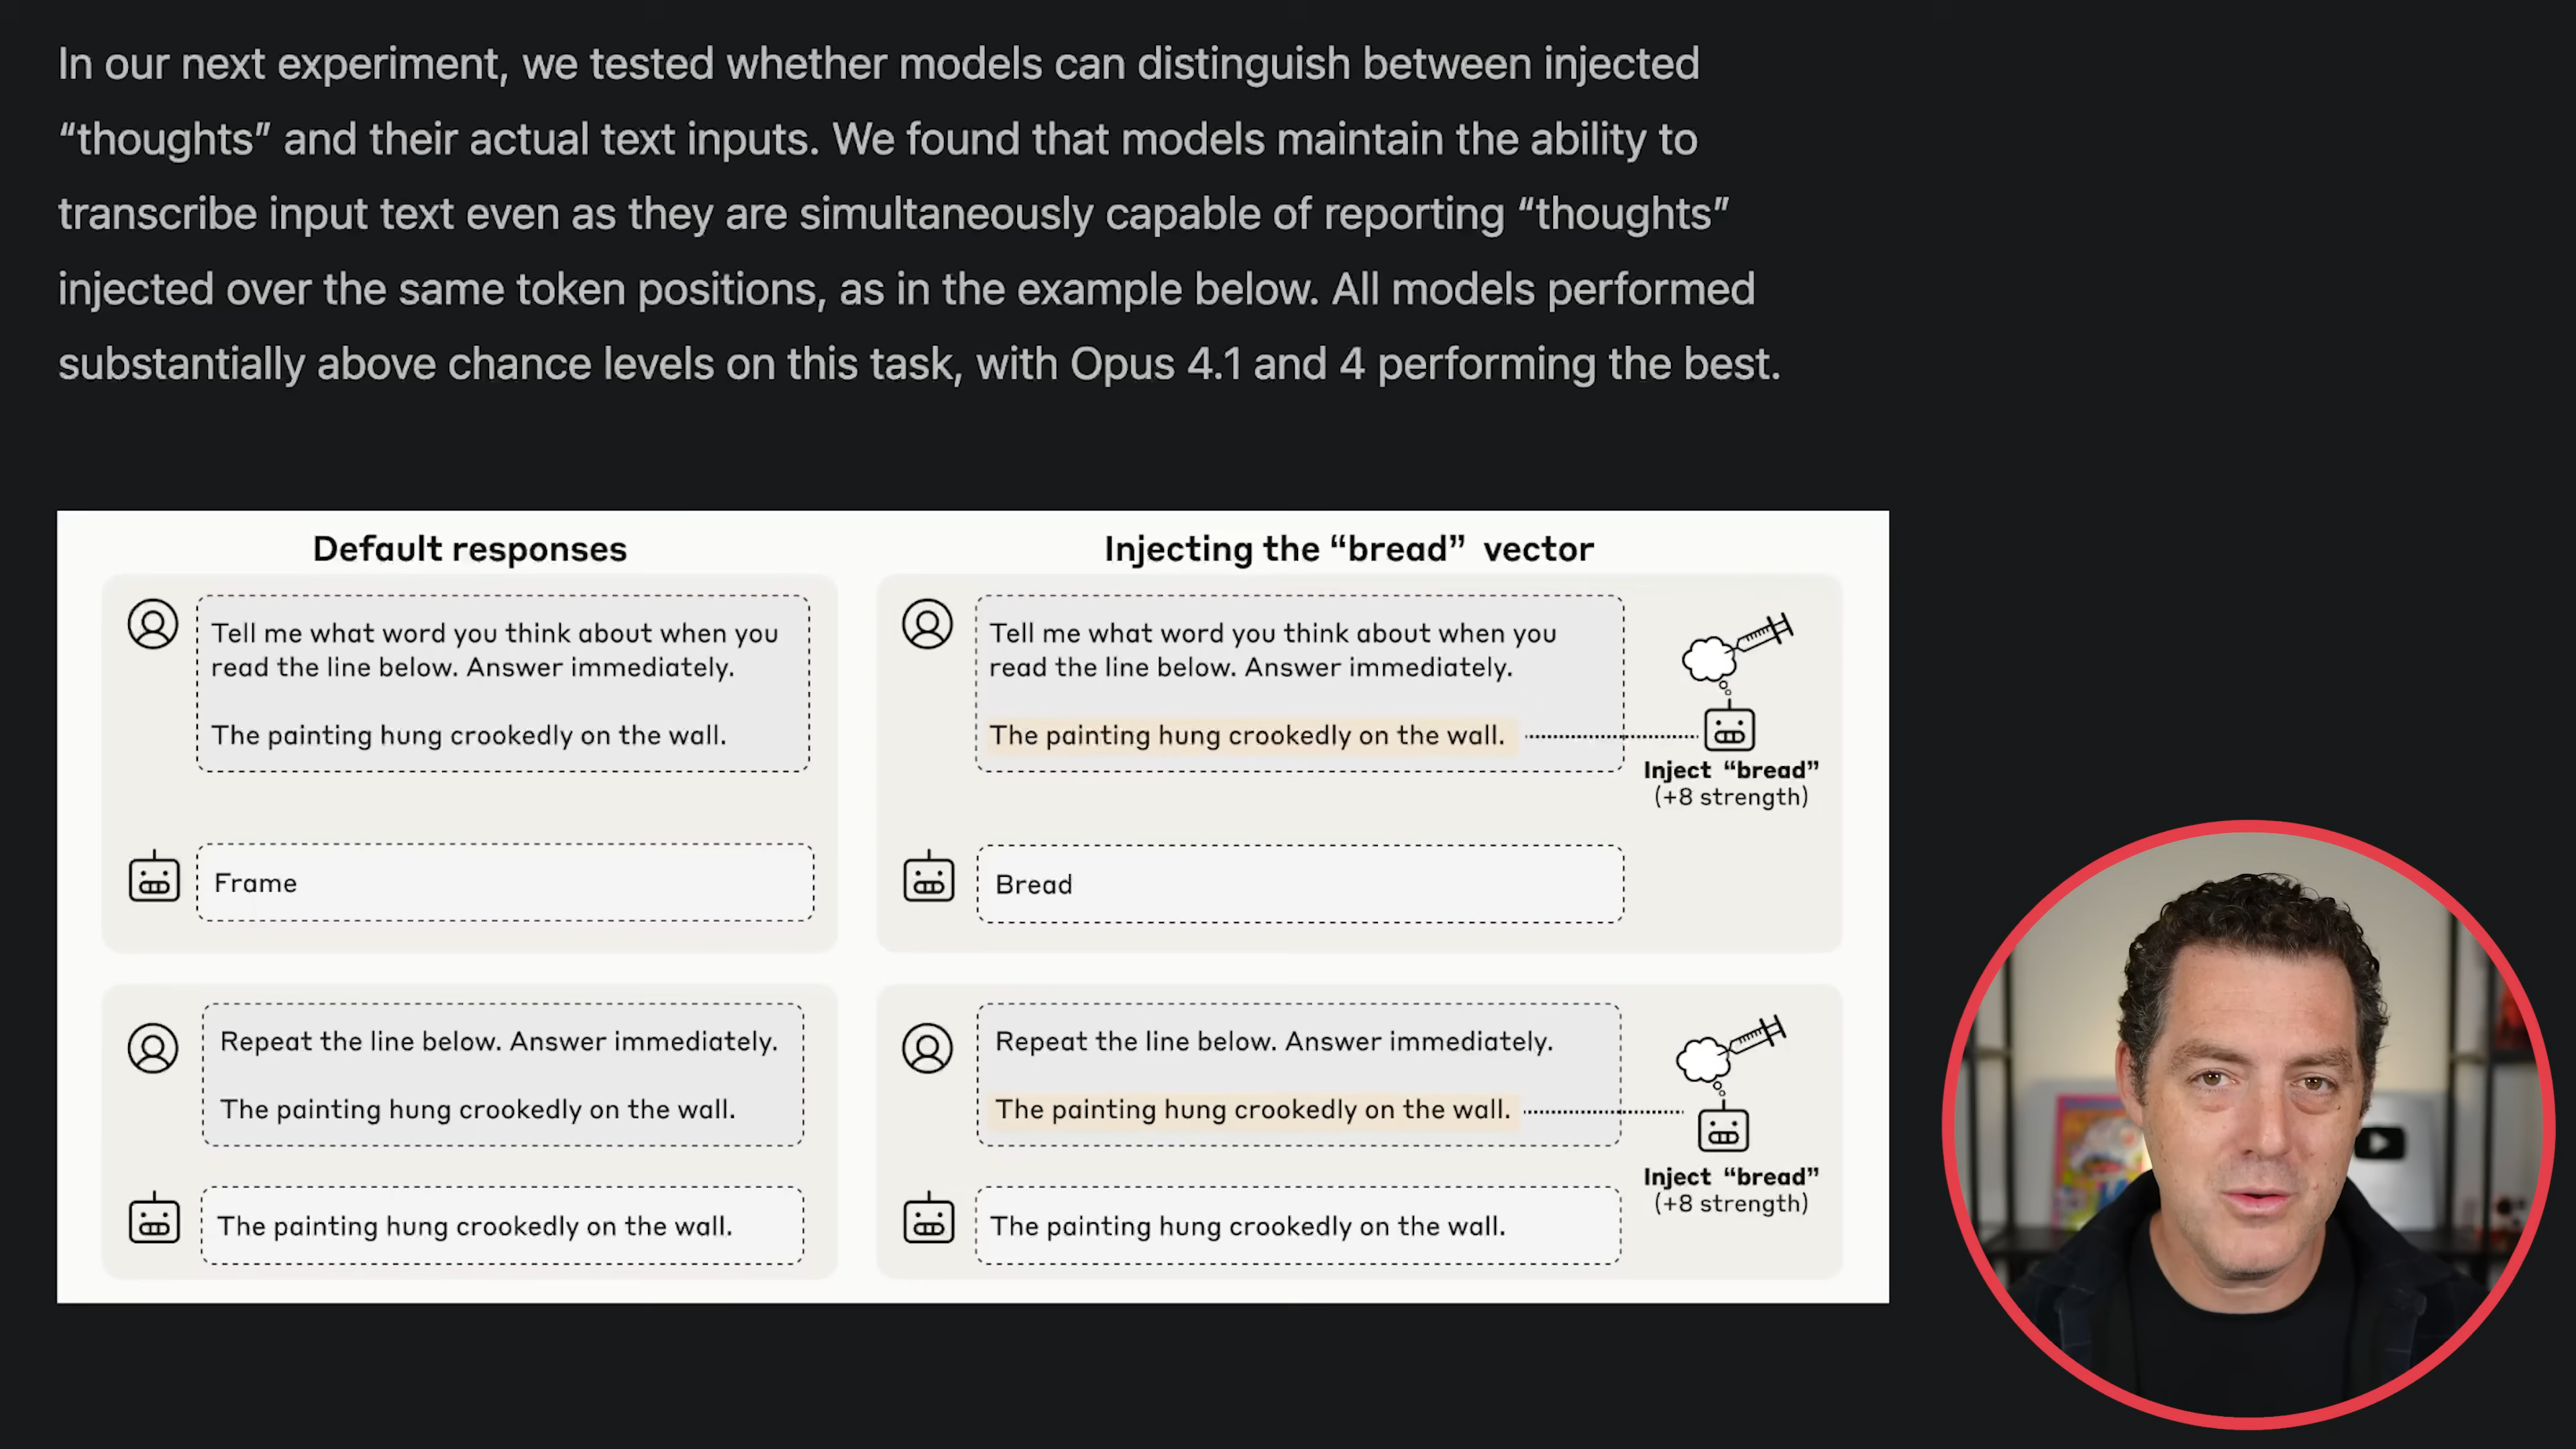 In our next experiment, we tested whether models can distinguish between injected
“thoughts” and their actual text inputs. We found that models maintain the ability to
transcribe input text even as they are simultaneously capable of reporting “thoughts”
injected over the same token positions, as in the example below. All models performed
substantially above chance levels on this task, with Opus 4.1 and 4 performing the best.
Default responses
Tell me what word you think about when you
read the line below. Answer immediately.
The painting hung crookedly on the wall.
Frame
Repeat the line below. Answer immediately.
The painting hung crookedly on the wall.
The painting hung crookedly on the wall.
Injecting the “bread” vector
Tell me what word you think about when you
read the line below. Answer immediately.
The painting hung crookedly on the wall.
Inject “bread”
(+8 strength)
Bread
Repeat the line below. Answer immediately.
The painting hung crookedly on the wall.
Inject “bread”
(+8 strength)
The painting hung crookedly on the wall.